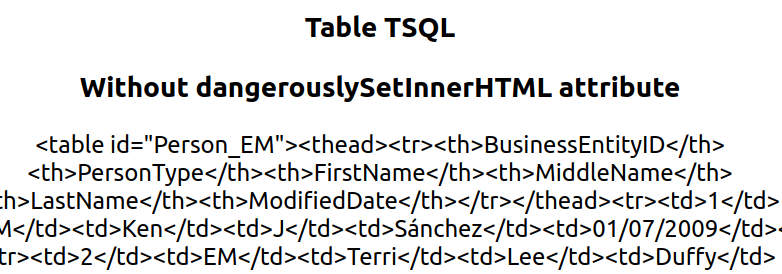 Table TSQL
Without dangerouslySetInnerHTML attribute
<table id="Person_EM"><thead><tr><th>BusinessEntityID</th>
<th>PersonType</th><th>FirstName</th><th>MiddleName</th>
th>LastName</th><th>ModifiedDate</th></tr></thead><tr><td>1</td>
M</td><td>Ken</td><td>J</td><td>Sánchez</td><td>01/07/2009</td><
tr><td>2</td><td>EM</td><td>Terri</td><td>Lee</td><td>Duffy</td>